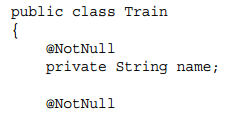 public class Train
{
@NotNull
private String name;
@NotNull